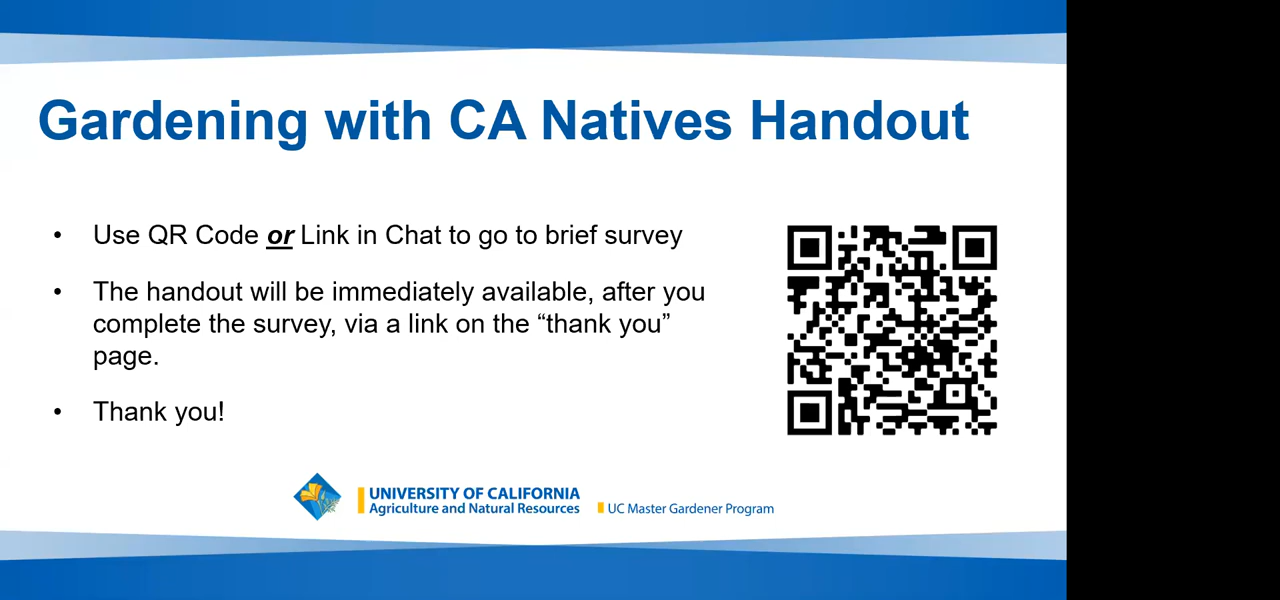 Gardening with CA Natives Handout
• Use QR Code or Link in Chat to go to brief survey
• The handout will be immediately available, after you
complete the survey, via a link on the “thank you”
page.
• Thank you!
UNIVERSITY OF CALIFORNIA
Agriculture and Natural Resources
UC Master Gardener Program